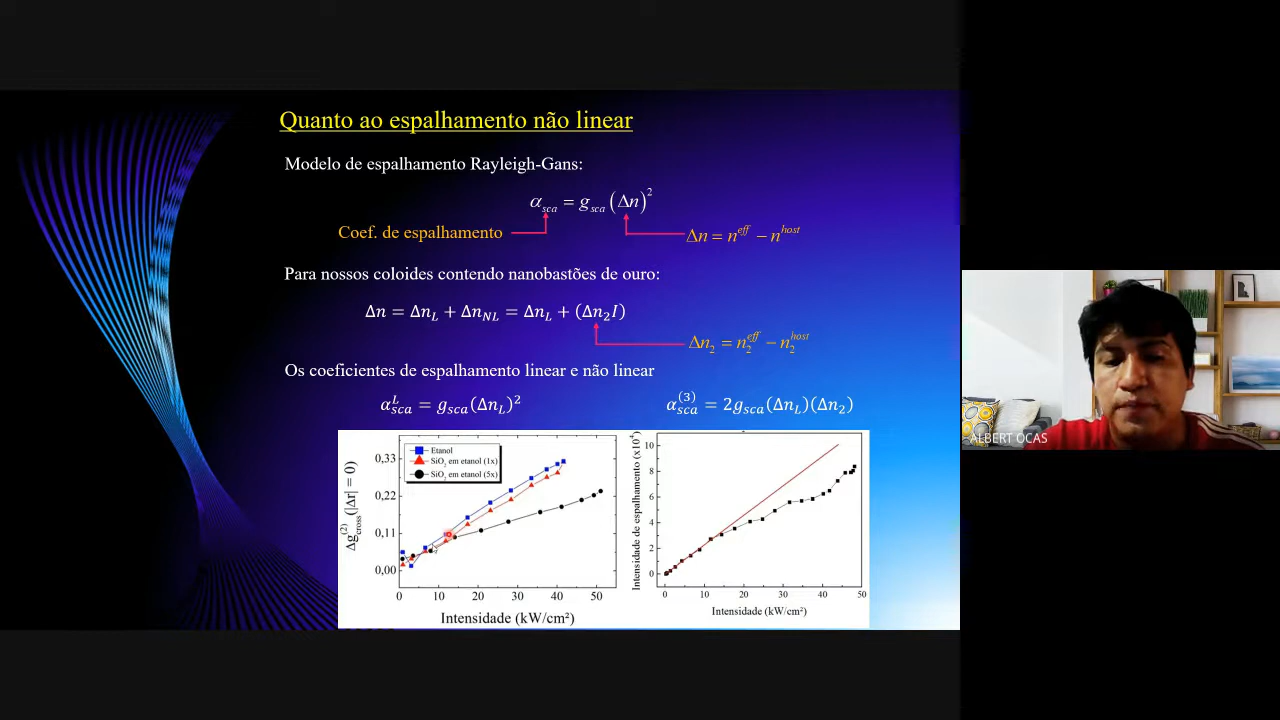 Quanto ao espalhamento não linear
Modelo de espalhamento Rayleigh-Gans:
α_sca = g_sca (Δn)²
Coef. de espalhamento
Δn = n^eff − n^host
Para nossos coloides contendo nanobastões de ouro:
Δn = Δn_L + Δn_NL = Δn_L + (Δn₂I)
Δn₂ = n₂^eff − n₂^host
Os coeficientes de espalhamento linear e não linear
α_sca^L = g_sca(Δn_L)²
α_sca^(3) = 2g_sca(Δn_L)(Δn₂)
Δg_cross^(2)(|Δr| = 0)
0,33
0,22
0,11
0,00
Etanol
SiO₂ em etanol (1x)
SiO₂ em etanol (5x)
0 10 20 30 40 50
Intensidade (kW/cm²)
Intensidade de espalhamento (x10⁴)
10
8
6
4
2
0
0 10 20 30 40 50
Intensidade (kW/cm²)
ALBERT OCAS